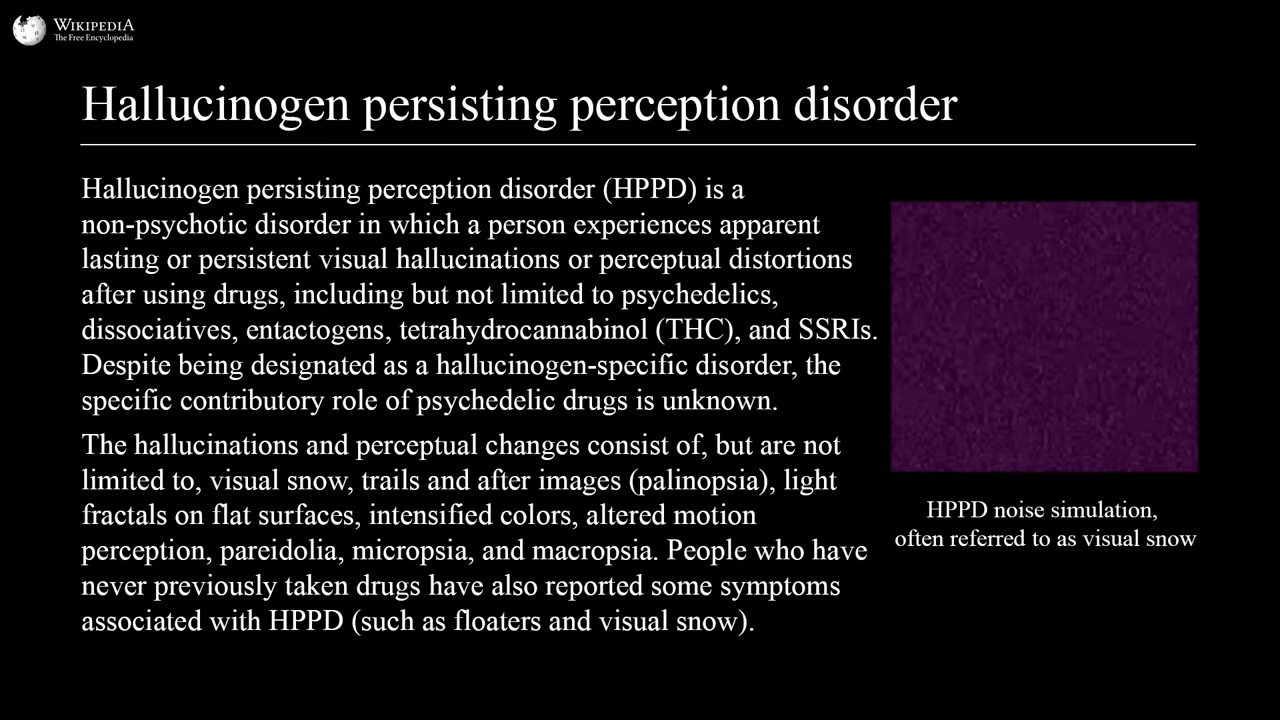 WIKIPEDIA
The Free Encyclopedia
Hallucinogen persisting perception disorder
Hallucinogen persisting perception disorder (HPPD) is a
non-psychotic disorder in which a person experiences apparent
lasting or persistent visual hallucinations or perceptual distortions
after using drugs, including but not limited to psychedelics,
dissociatives, entactogens, tetrahydrocannabinol (THC), and SSRIs.
Despite being designated as a hallucinogen-specific disorder, the
specific contributory role of psychedelic drugs is unknown.
The hallucinations and perceptual changes consist of, but are not
limited to, visual snow, trails and after images (palinopsia), light
fractals on flat surfaces, intensified colors, altered motion
perception, pareidolia, micropsia, and macropsia. People who have
never previously taken drugs have also reported some symptoms
associated with HPPD (such as floaters and visual snow).
HPPD noise simulation,
often referred to as visual snow